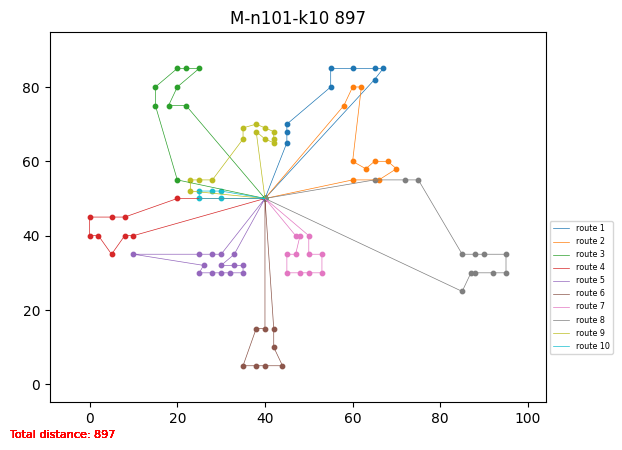 M-n101-k10 897
80
60
40
20
0
0 20 40 60 80 100
route 1
route 2
route 3
route 4
route 5
route 6
route 7
route 8
route 9
route 10
Total distance: 897